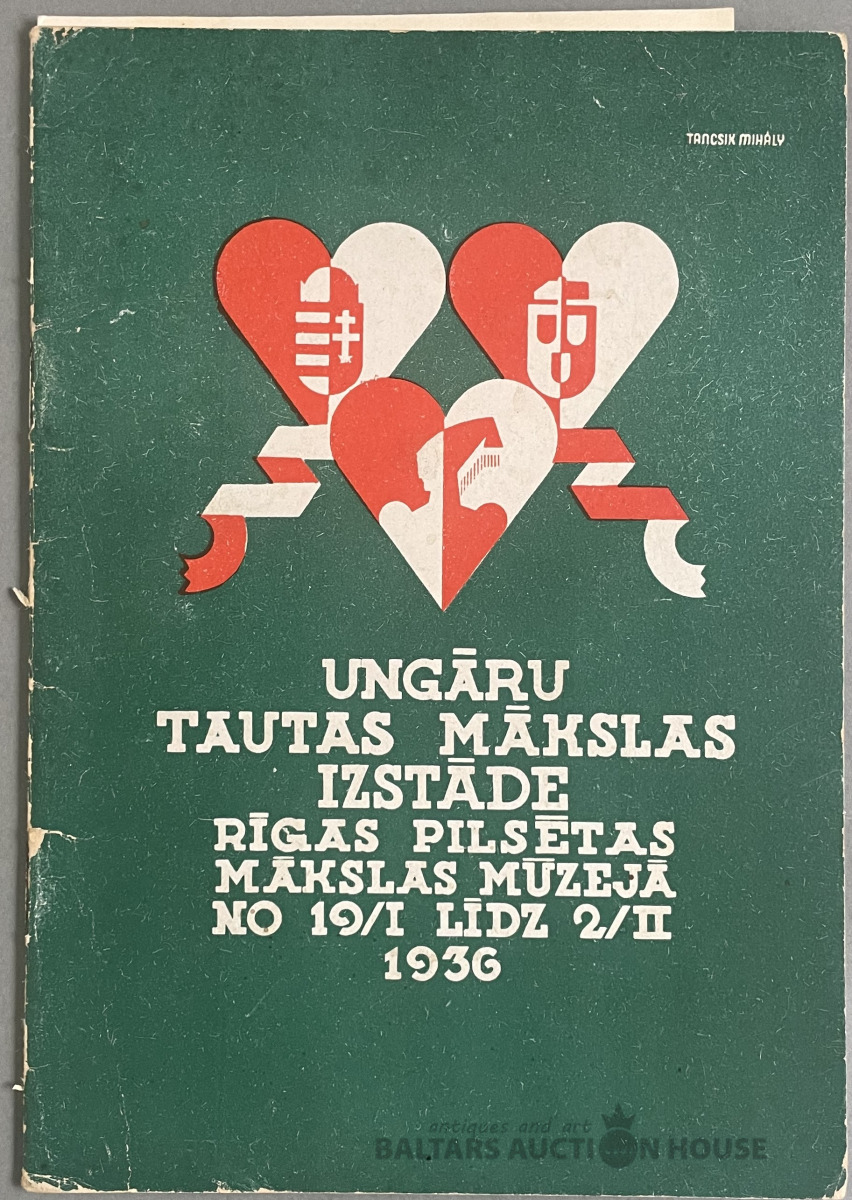 TANCSIK MIHÁLY
UNGĀRU
TAUTAS MĀKSLAS
IZSTĀDE
RĪGAS PILSĒTAS
MĀKSLAS MŪZEJĀ
NO 19/I LĪDZ 2/II
1936
antiques and art
BALTARS AUCTION HOUSE